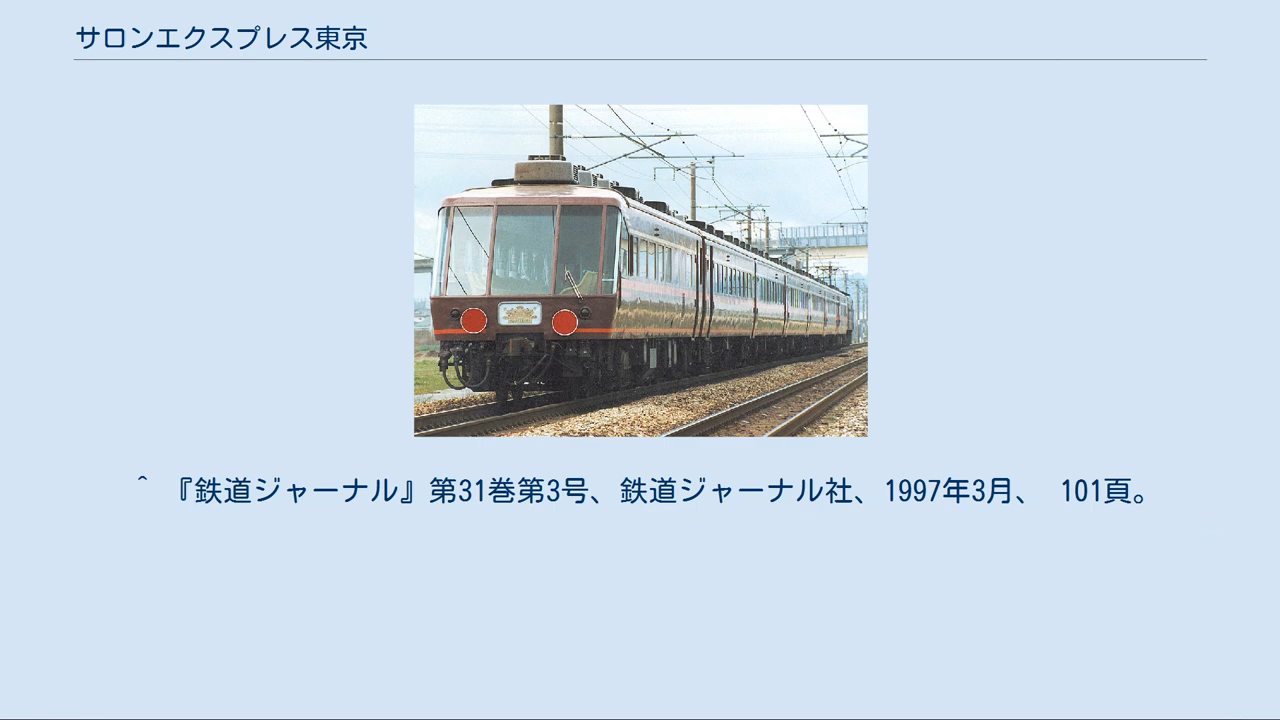 サロンエクスプレス東京
^ 『鉄道ジャーナル』第31巻第3号、鉄道ジャーナル社、1997年3月、 101頁。